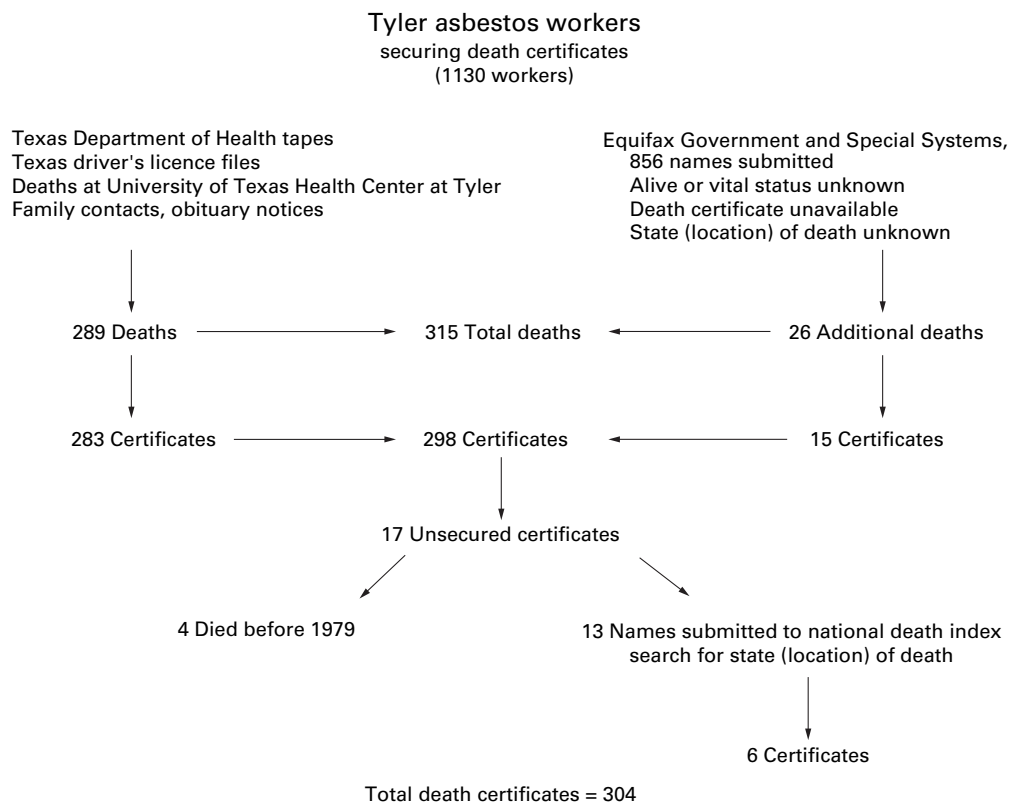 Tyler asbestos workers
securing death certificates
(1130 workers)
Texas Department of Health tapes
Texas driver's licence files
Deaths at University of Texas Health Center at Tyler
Family contacts, obituary notices
Equifax Government and Special Systems,
856 names submitted
Alive or vital status unknown
Death certificate unavailable
State (location) of death unknown
289 Deaths
315 Total deaths
26 Additional deaths
283 Certificates
298 Certificates
15 Certificates
17 Unsecured certificates
4 Died before 1979
13 Names submitted to national death index
search for state (location) of death
6 Certificates
Total death certificates = 304